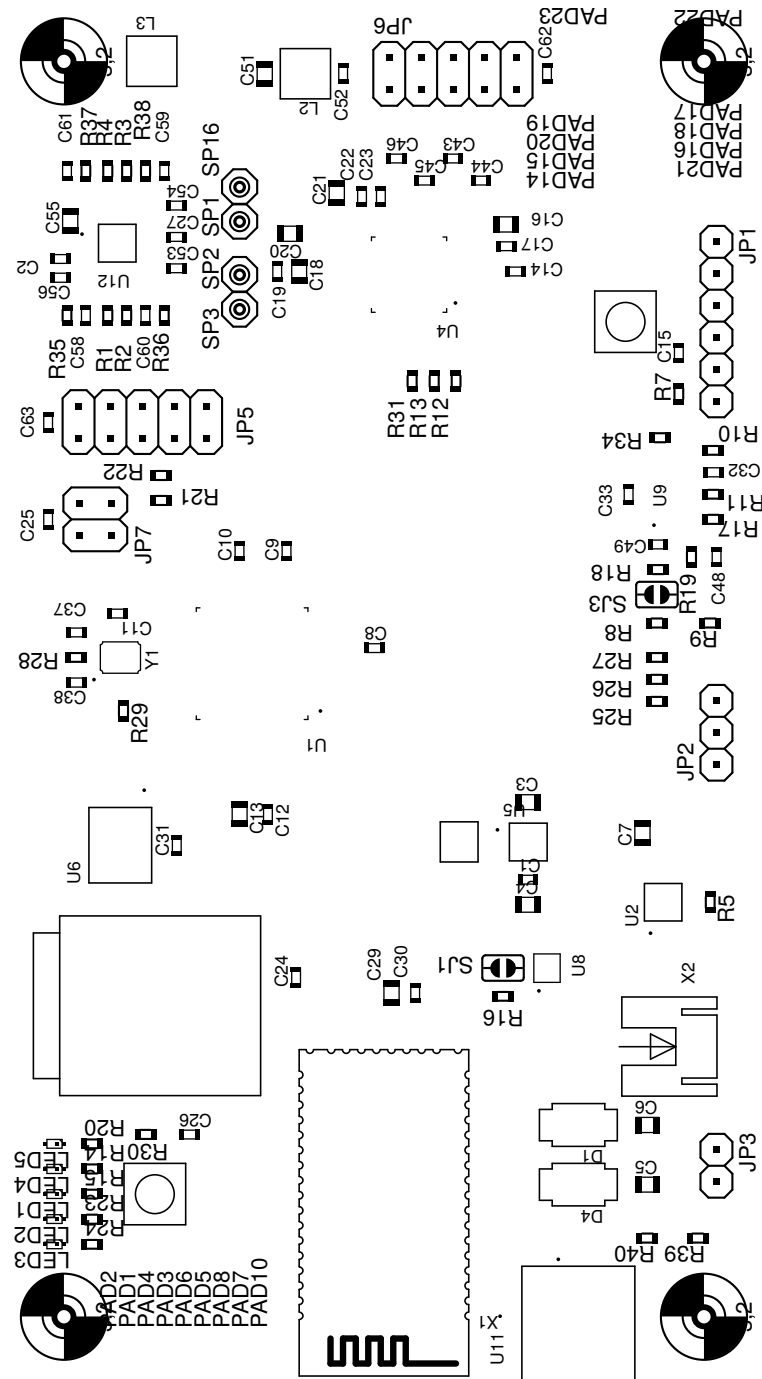 PAD23
PAD22
L3
JP6
3,2
3,2
C51
L2
C52
C62
C61
R37
R4
R3
R38
C59
SP16
C46
C43
PAD19
PAD20
PAD15
PAD14
PAD17
PAD18
PAD16
PAD21
C45
C44
C22
C23
C21
C54
C55
C27
SP1
C16
C17
C20
C2
C53
SP2
C18
C19
C14
JP1
C56
U12
SP3
U4
C15
R35
C58
R1
R2
C60
R36
R31
R13
R12
R7
C63
JP5
R34
R10
R22
C32
R21
C33
U9
R11
C25
JP7
R17
C10
C9
C49
R18
R19
C48
SJ3
C37
C11
C8
R8
R9
R28
Y1
R27
C38
R26
R29
R25
U1
JP2
C3
U5
C13
C12
C7
C31
U6
C1
C4
U2
R5
C24
C29
C30
SJ1
U8
X2
R16
C6
R20
C26
R14
R30
D1
JP3
LED5
R15
C5
LED4
R23
LED1
R24
D4
LED2
LED3
R40
R39
3,2
PAD2
PAD1
PAD4
PAD3
PAD6
PAD5
PAD8
PAD7
PAD10
X1
U11
3,2